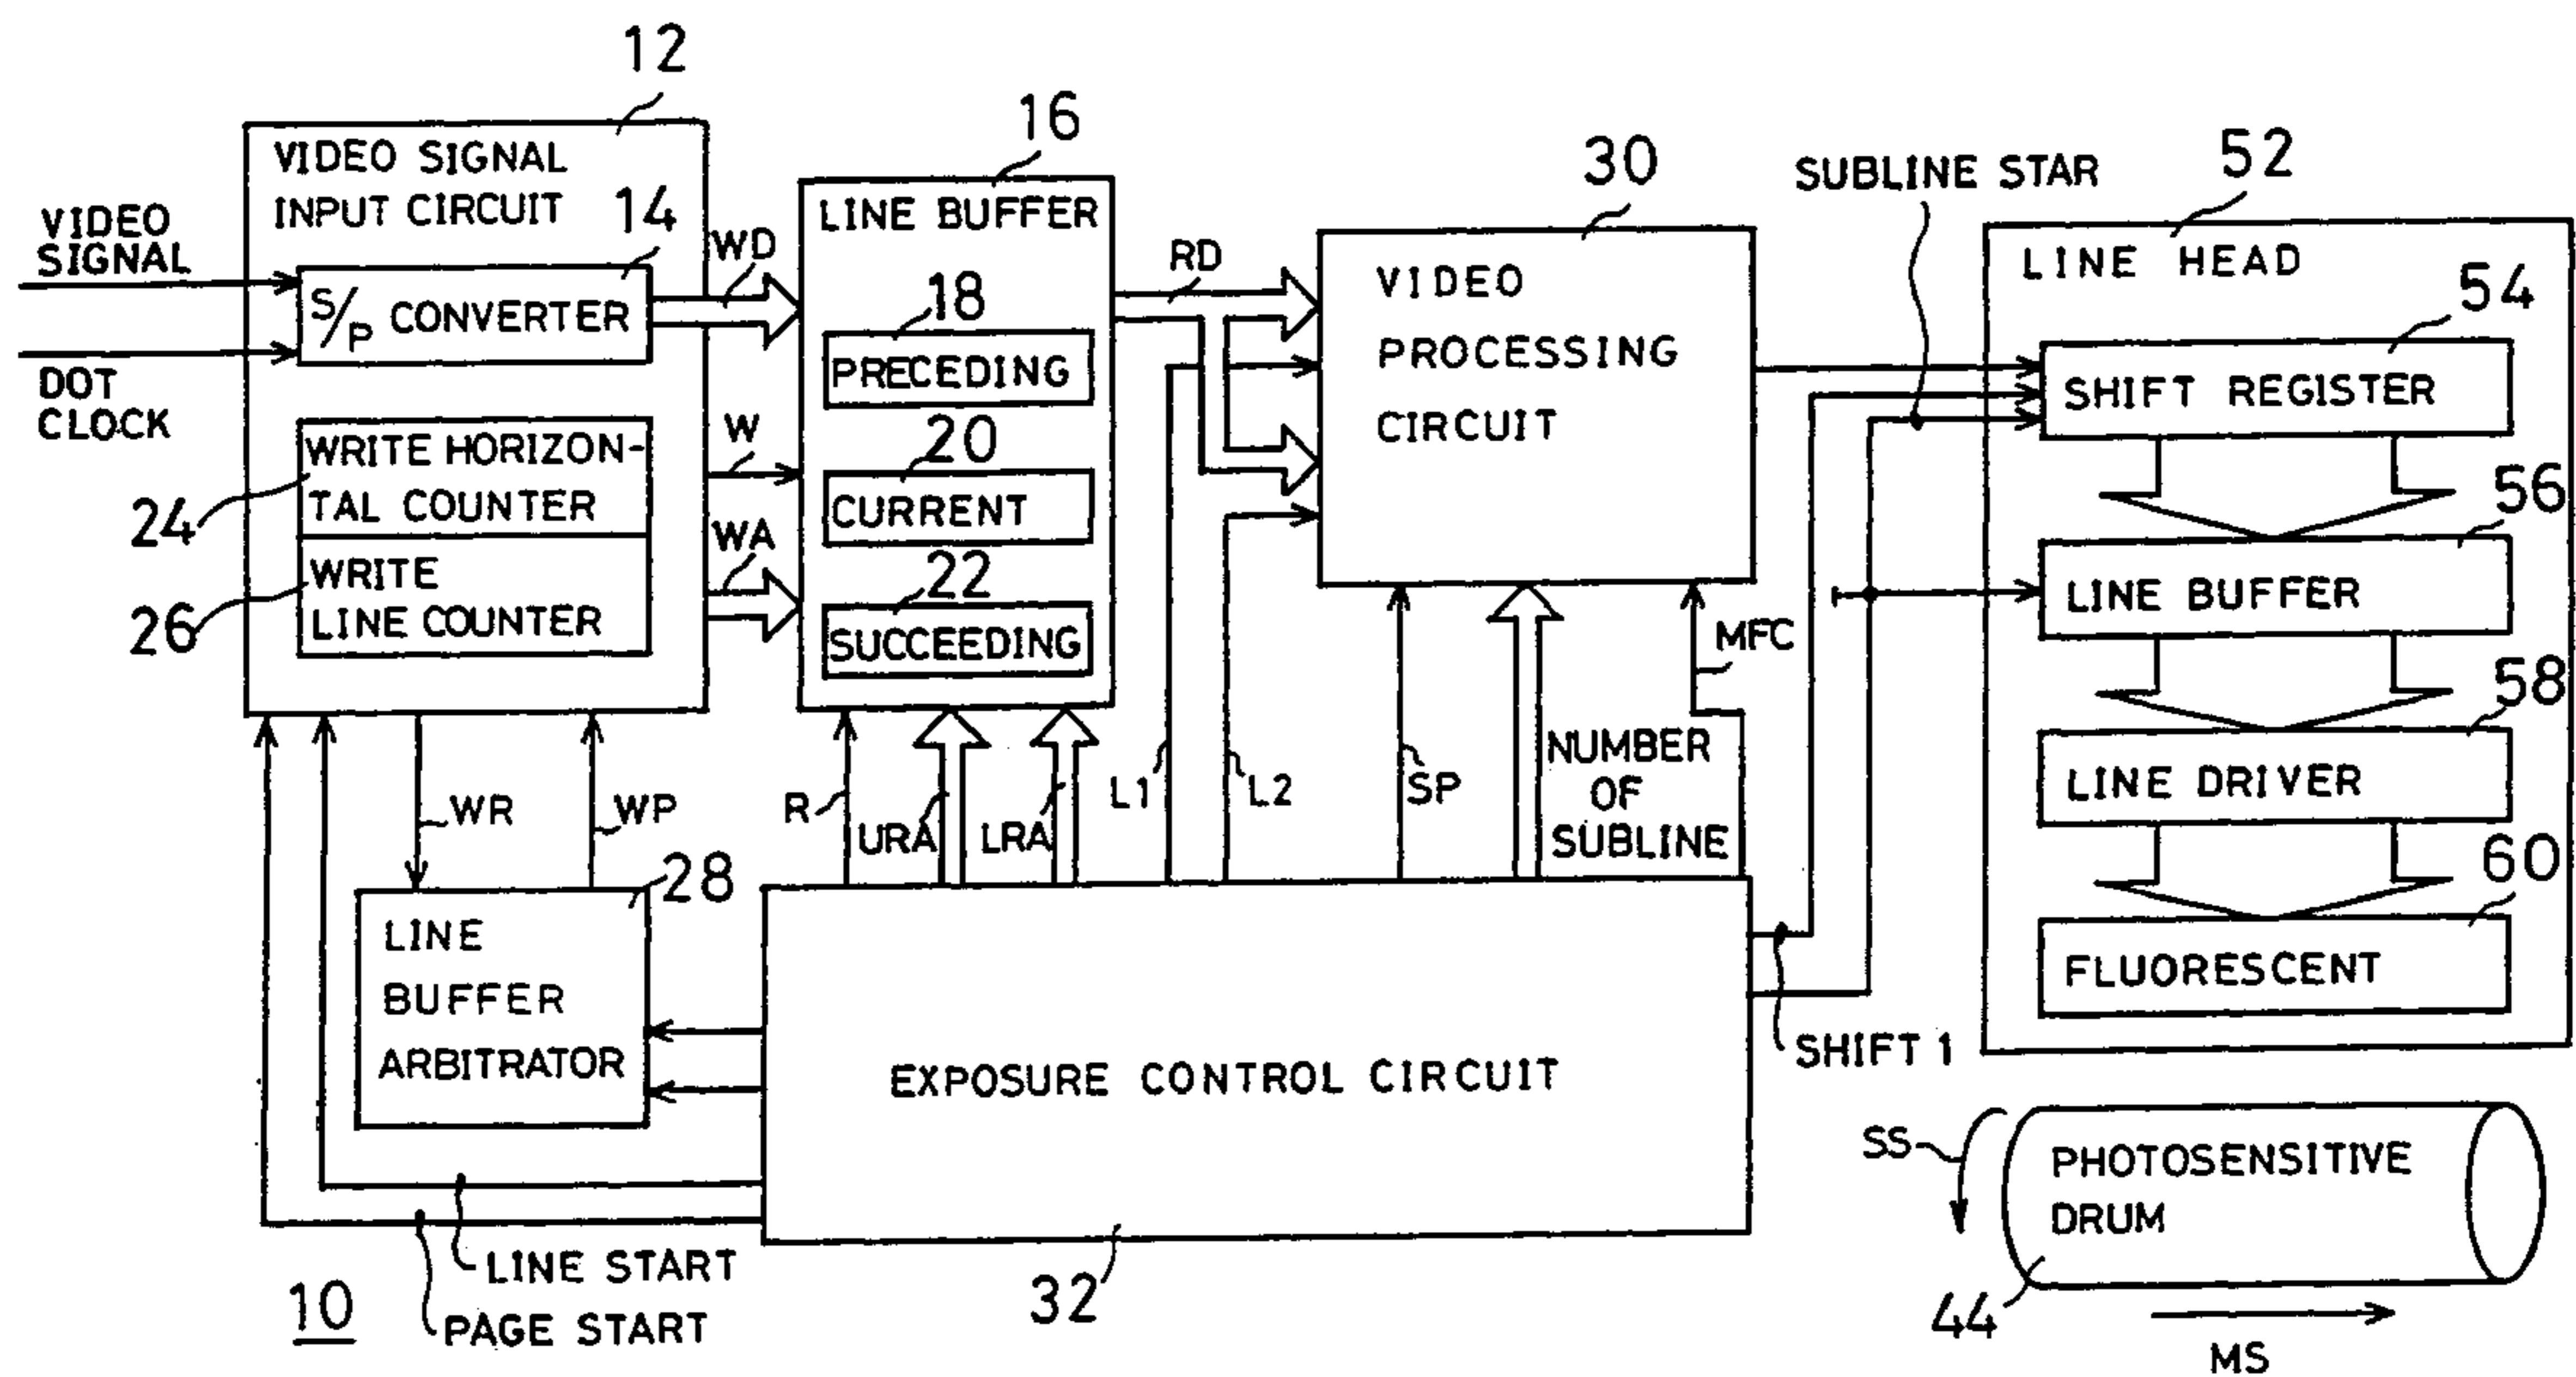 12
VIDEO SIGNAL
INPUT CIRCUIT
14
VIDEO
SIGNAL
S/P CONVERTER
DOT
CLOCK
WRITE HORIZON-
TAL COUNTER
24
WRITE
LINE COUNTER
26
WD
W
WA
16
LINE BUFFER
18
PRECEDING
20
CURRENT
22
SUCCEEDING
RD
30
VIDEO
PROCESSING
CIRCUIT
SUBLINE STAR
52
LINE HEAD
54
SHIFT REGISTER
56
LINE BUFFER
58
LINE DRIVER
60
FLUORESCENT
WR
WP
R
URA
LRA
L1
L2
SP
NUMBER
OF
SUBLINE
MFC
28
LINE
BUFFER
ARBITRATOR
EXPOSURE CONTROL CIRCUIT
32
SHIFT 1
LINE START
PAGE START
10
SS
PHOTOSENSITIVE
DRUM
44
MS